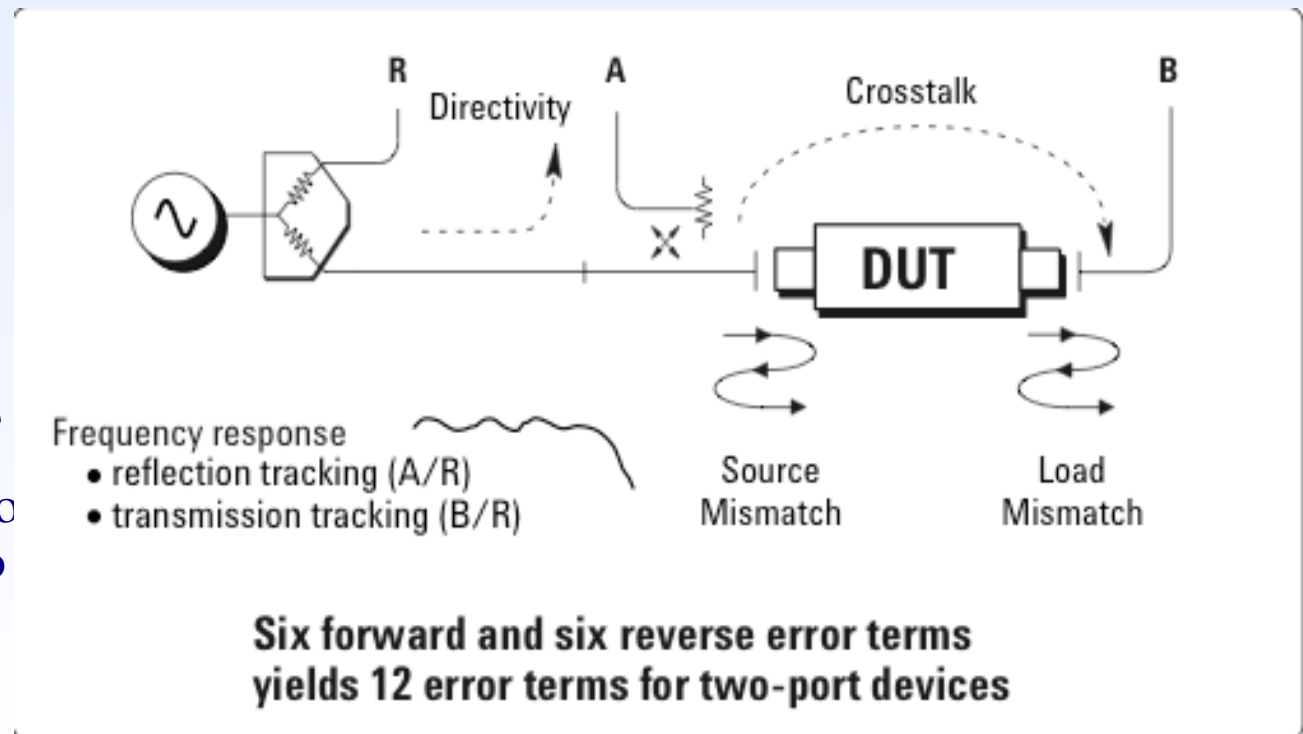 R
A
B
Directivity
Crosstalk
DUT
Frequency response
• reflection tracking (A/R)
• transmission tracking (B/R)
Source
Mismatch
Load
Mismatch
Six forward and six reverse error terms
yields 12 error terms for two-port devices